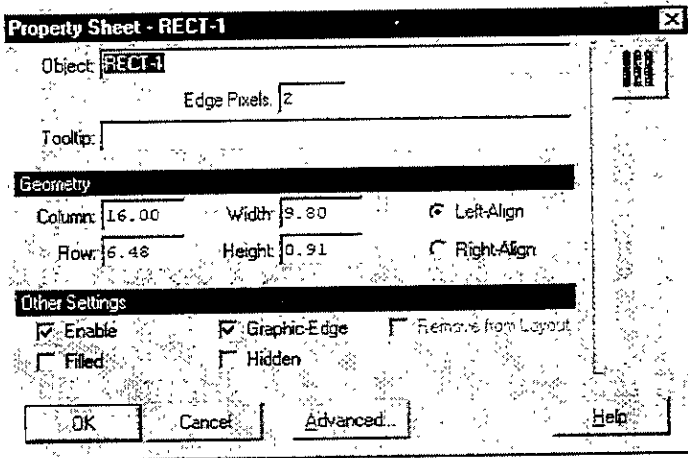 Property Sheet - RECT-1
Object: RECT-1
Edge Pixels: 2
Tooltip:
Geometry
Column: 16.00 Width: 9.80 Left-Align
Row: 6.48 Height: 0.91 Right-Align
Other Settings
Enable Graphic-Edge Remove from Layout
Filled Hidden
OK Cancel Advanced... Help